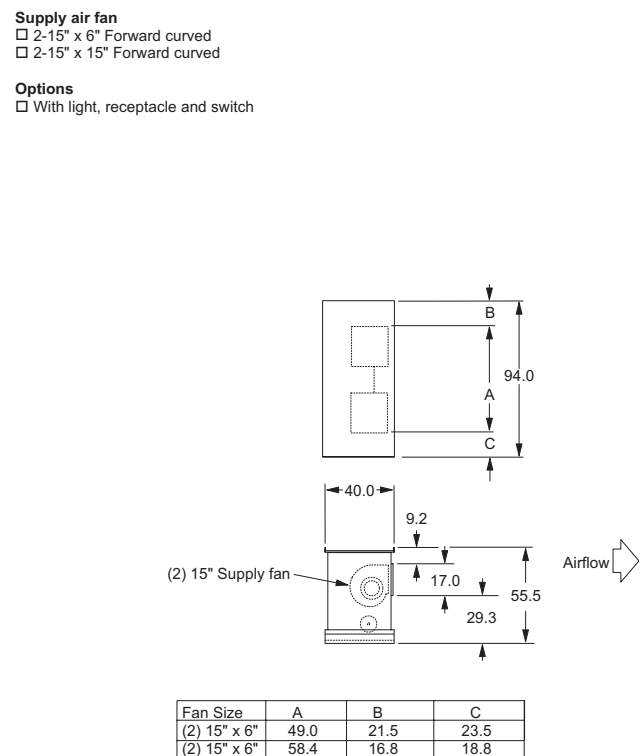 Supply air fan
☐ 2-15" x 6" Forward curved
☐ 2-15" x 15" Forward curved
Options
☐ With light, receptacle and switch
B
94.0
A
C
40.0
9.2
(2) 15" Supply fan
17.0
Airflow
55.5
29.3
Fan Size A B C
(2) 15" x 6" 49.0 21.5 23.5
(2) 15" x 6" 58.4 16.8 18.8